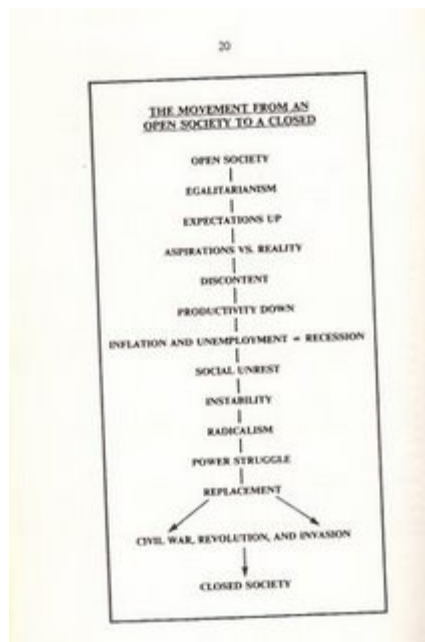 20
THE MOVEMENT FROM AN
OPEN SOCIETY TO A CLOSED
OPEN SOCIETY
EGALITARIANISM
EXPECTATIONS UP
ASPIRATIONS VS. REALITY
DISCONTENT
PRODUCTIVITY DOWN
INFLATION AND UNEMPLOYMENT = RECESSION
SOCIAL UNREST
INSTABILITY
RADICALISM
POWER STRUGGLE
REPLACEMENT
CIVIL WAR, REVOLUTION, AND INVASION
CLOSED SOCIETY